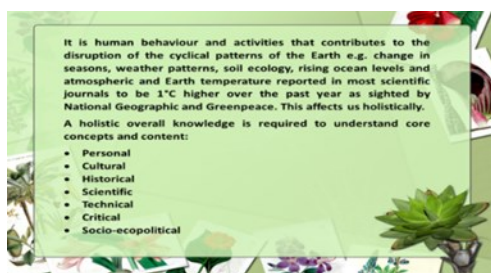 It is human behaviour and activities that contributes to the
disruption of the cyclical patterns of the Earth e.g. change in
seasons, weather patterns, soil ecology, rising ocean levels and
atmospheric and Earth temperature reported in most scientific
journals to be 1°C higher over the past year as sighted by
National Geographic and Greenpeace. This affects us holistically.
A holistic overall knowledge is required to understand core
concepts and content:
• Personal
• Cultural
• Historical
• Scientific
• Technical
• Critical
• Socio-ecopolitical